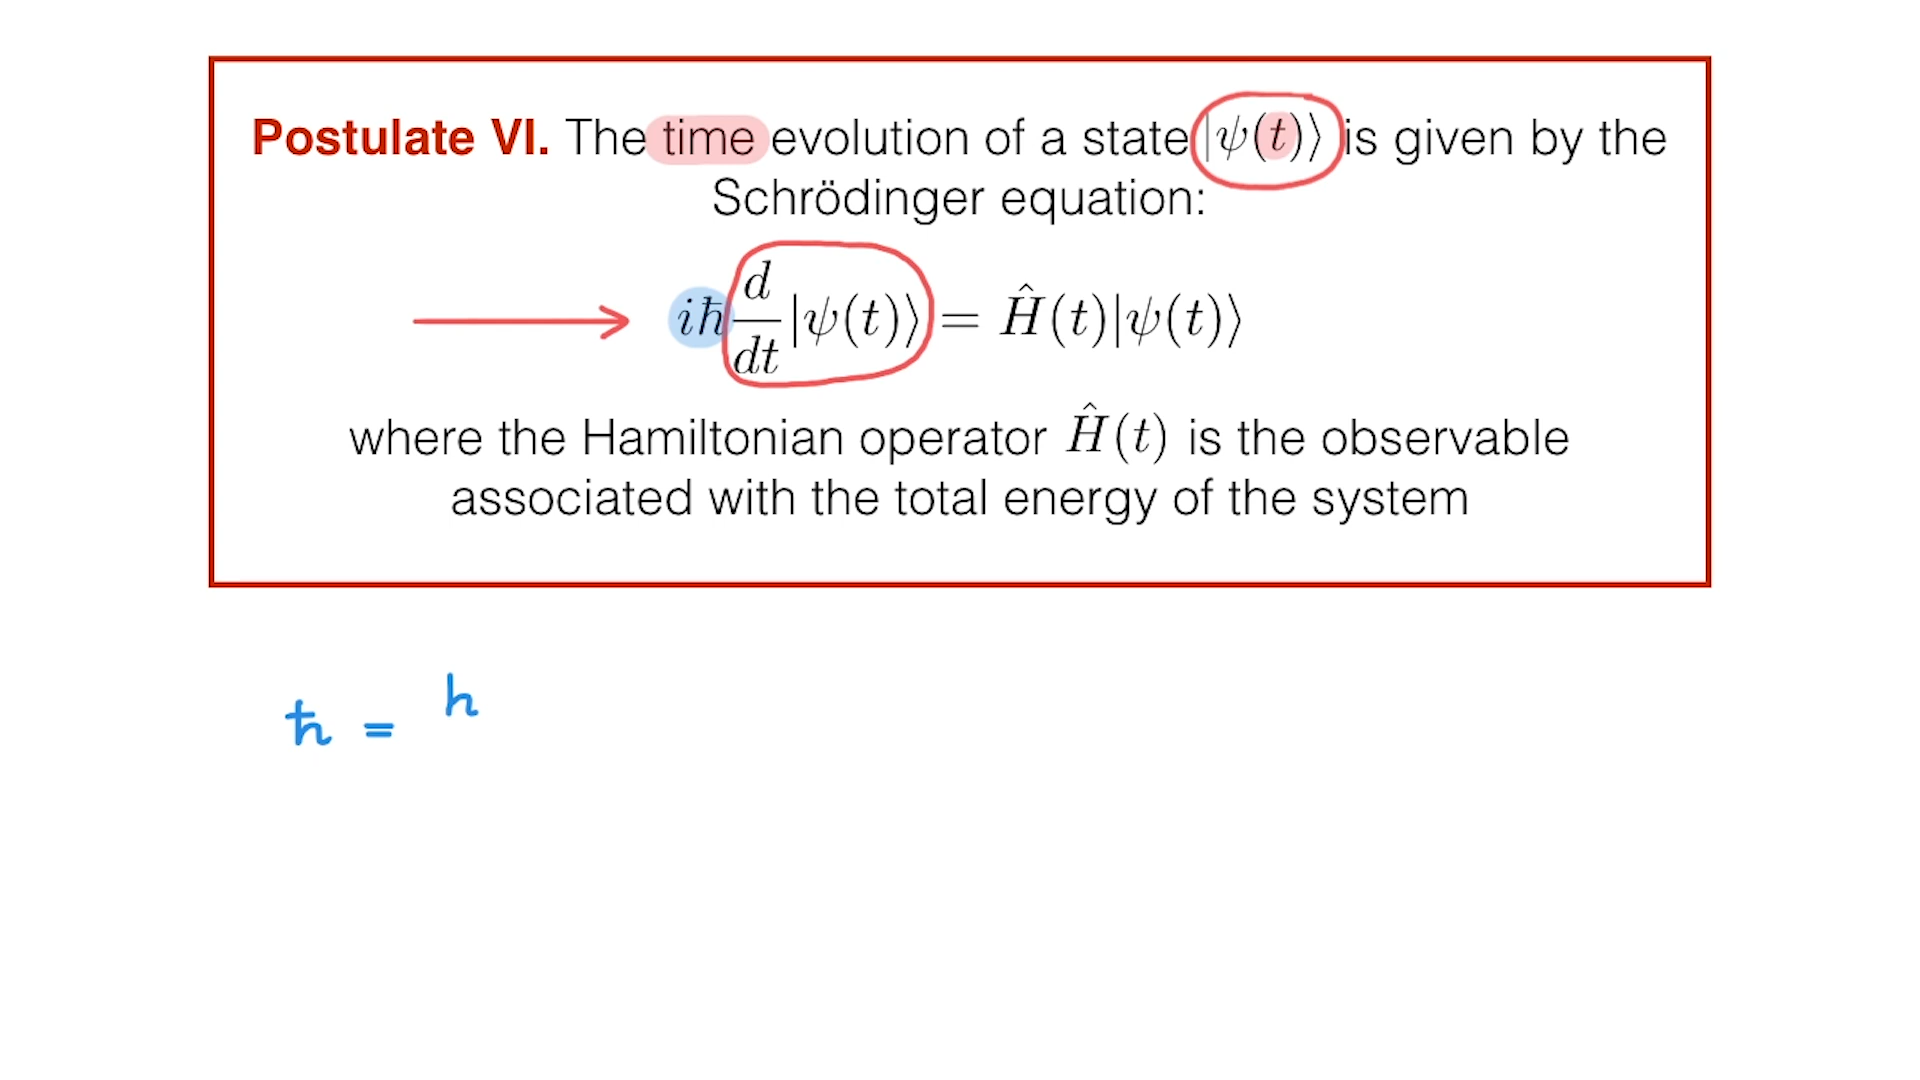 Postulate VI. The time evolution of a state |ψ(t)⟩ is given by the
Schrödinger equation:
iħ d/dt |ψ(t)⟩ = Ĥ(t)|ψ(t)⟩
where the Hamiltonian operator Ĥ(t) is the observable
associated with the total energy of the system
ħ = h